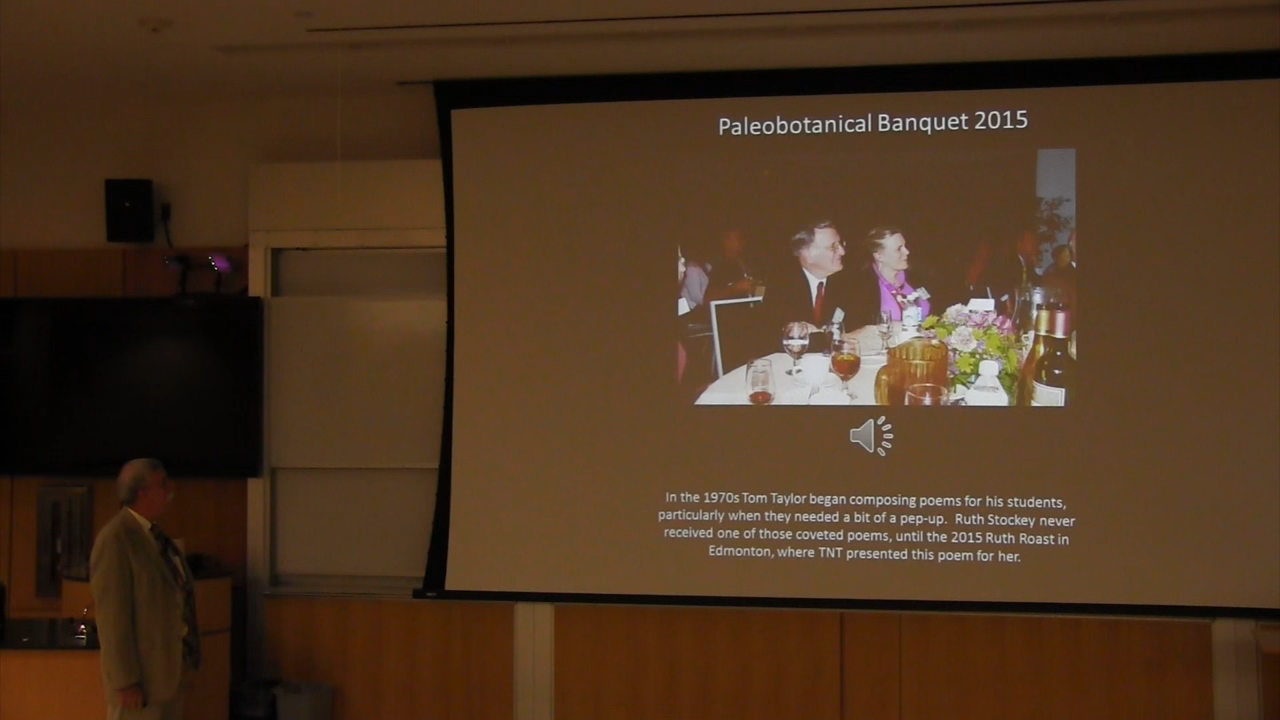 Paleobotanical Banquet 2015
In the 1970s Tom Taylor began composing poems for his students,
particularly when they needed a bit of a pep-up.  Ruth Stockey never
received one of those coveted poems, until the 2015 Ruth Roast in
Edmonton, where TNT presented this poem for her.